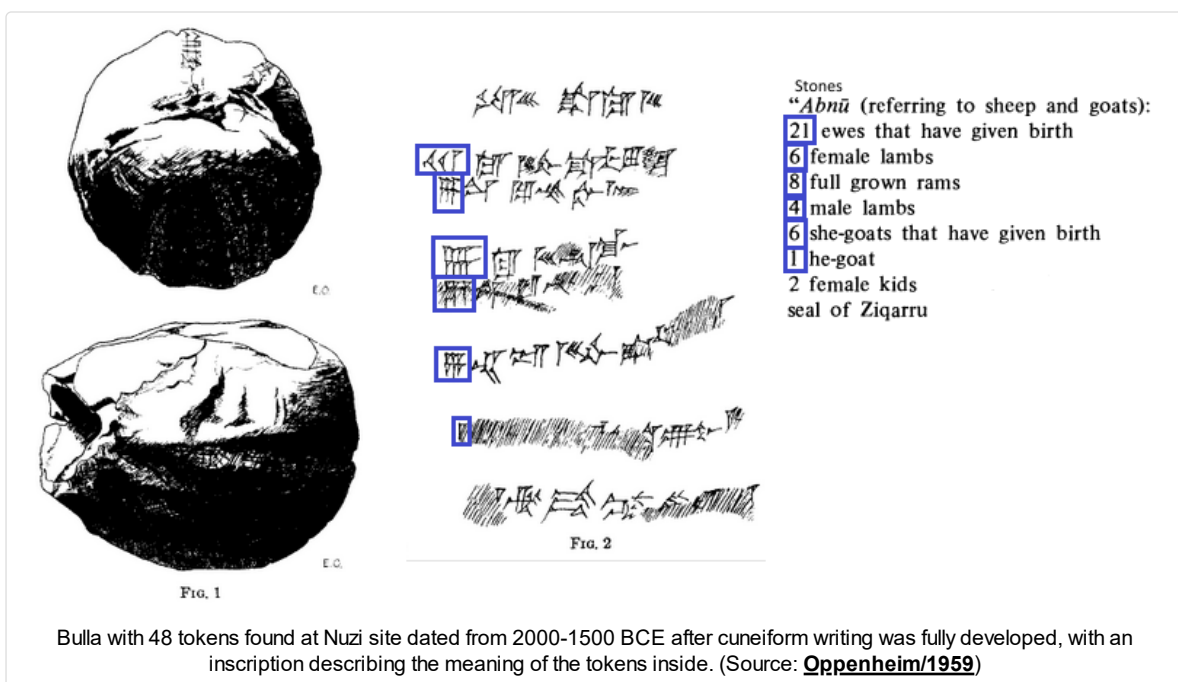 E.O.
E.O.
FIG. 1
FIG. 2
Stones
“Abnū (referring to sheep and goats):
21 ewes that have given birth
6 female lambs
8 full grown rams
4 male lambs
6 she-goats that have given birth
1 he-goat
2 female kids
seal of Ziqarru
Bulla with 48 tokens found at Nuzi site dated from 2000-1500 BCE after cuneiform writing was fully developed, with an
inscription describing the meaning of the tokens inside. (Source: Oppenheim/1959)